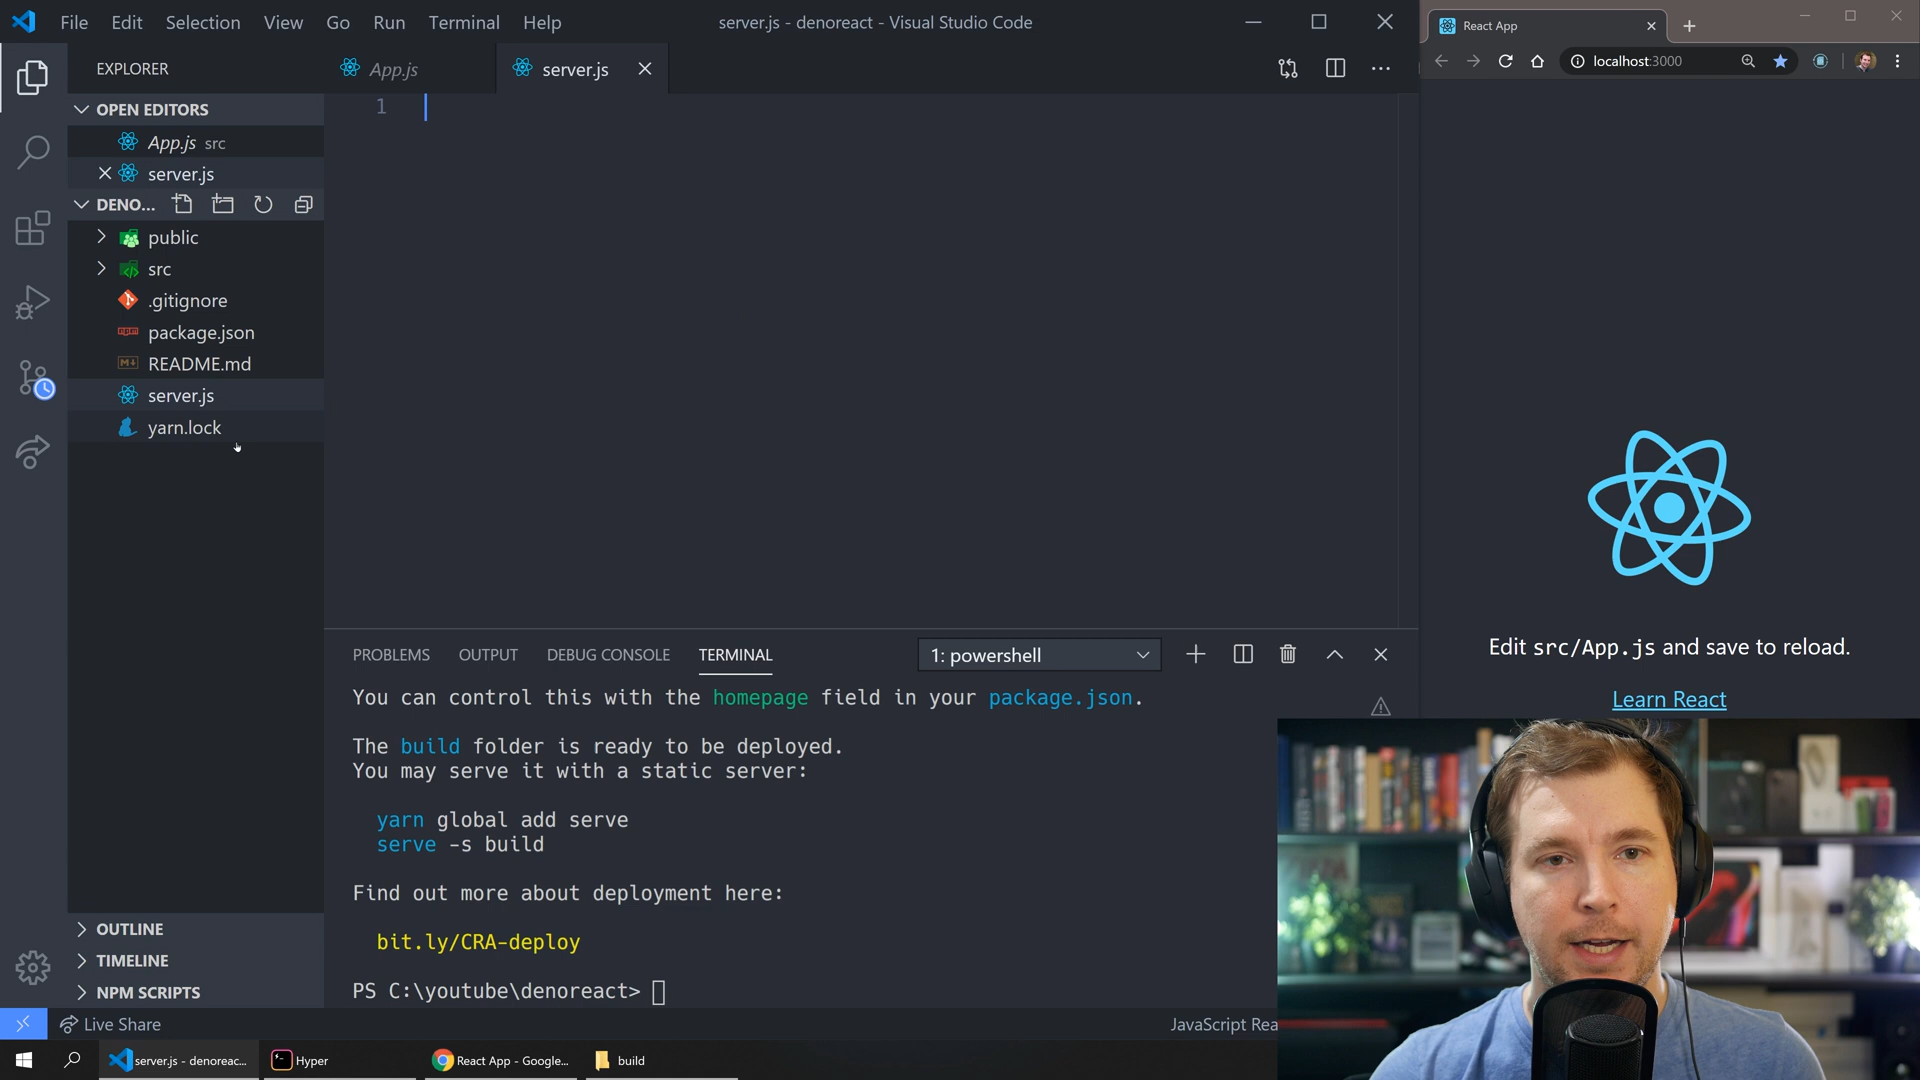 File Edit Selection View Go Run Terminal Help
server.js - denoreact - Visual Studio Code
EXPLORER
OPEN EDITORS
App.js src
server.js
DENO...
public
src
.gitignore
package.json
README.md
server.js
yarn.lock
OUTLINE
TIMELINE
NPM SCRIPTS
App.js
server.js
1
PROBLEMS OUTPUT DEBUG CONSOLE TERMINAL
1: powershell
You can control this with the homepage field in your package.json.
The build folder is ready to be deployed.
You may serve it with a static server:
yarn global add serve
serve -s build
Find out more about deployment here:
bit.ly/CRA-deploy
PS C:\youtube\denoreact>
Live Share
JavaScript Rea
React App
localhost:3000
Edit src/App.js and save to reload.
Learn React
server.js - denoreac...
Hyper
React App - Google...
build